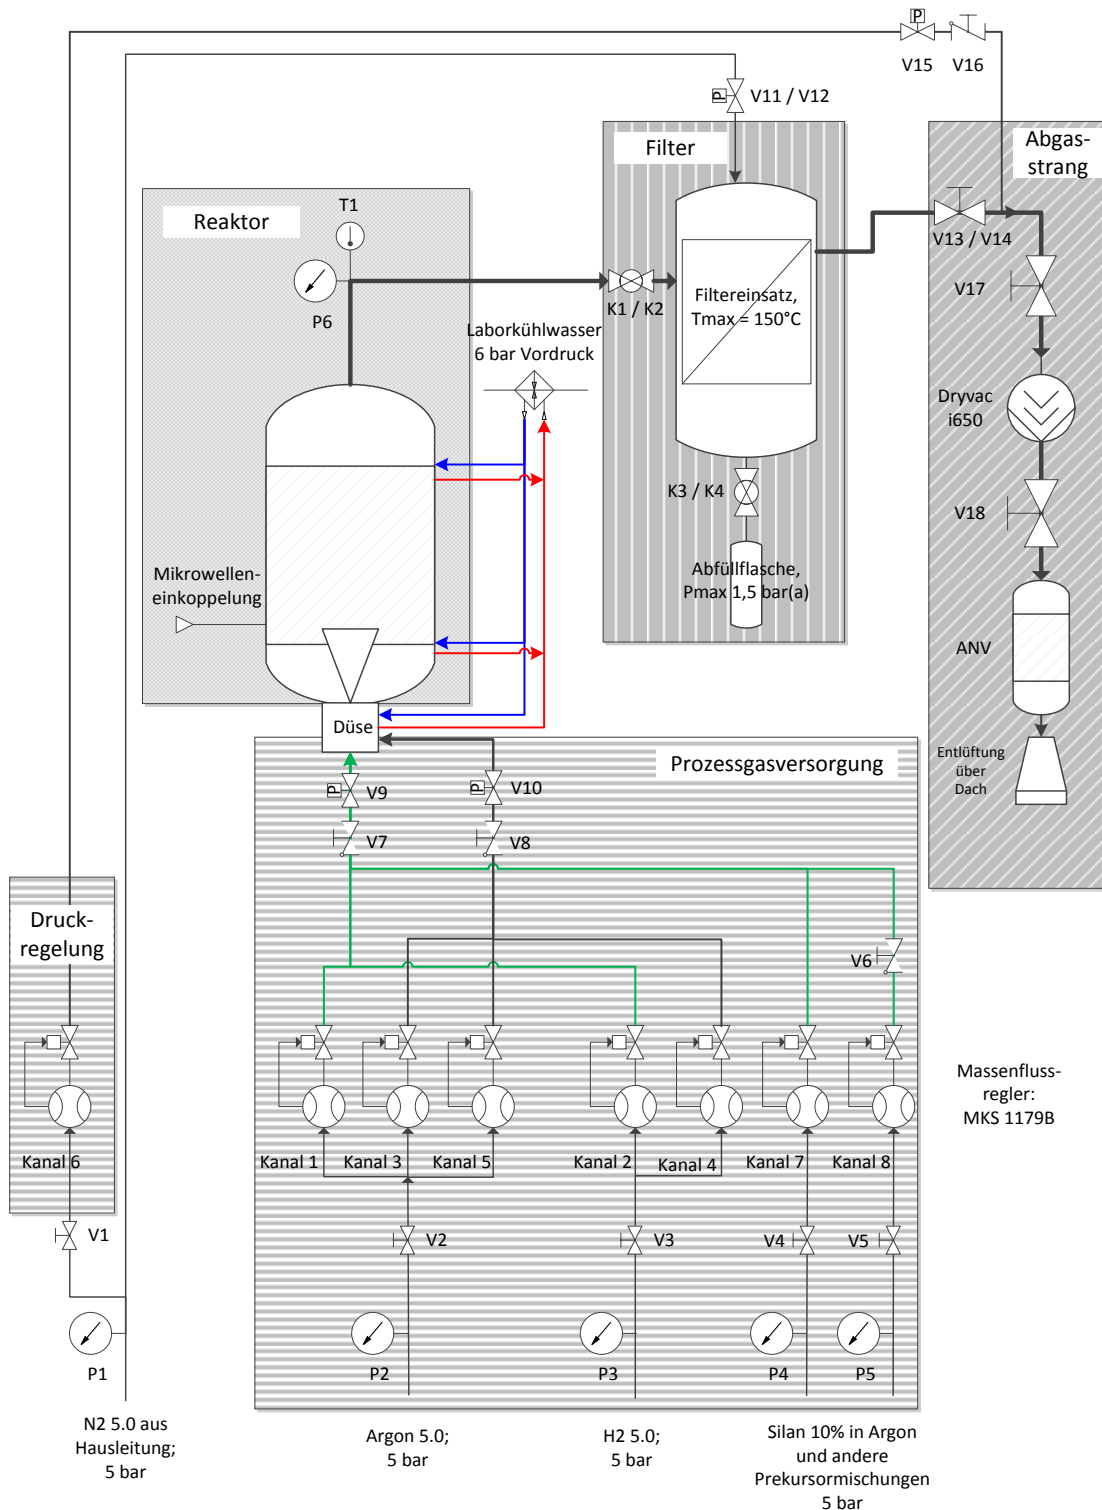 P
V15
V16
P
V11 / V12
Filter
Abgas-
strang
Reaktor
T1
P6
V13 / V14
K1 / K2
Filtereinsatz,
Tmax = 150°C
V17
Laborkühlwasser
6 bar Vordruck
Dryvac
i650
K3 / K4
V18
Mikrowellen-
einkoppelung
Abfüllflasche,
Pmax 1,5 bar(a)
ANV
Düse
Prozessgasversorgung
Entlüftung
über
Dach
P
V9
P
V10
V7
V8
Druck-
regelung
V6
Massenfluss-
regler:
MKS 1179B
Kanal 6
Kanal 1
Kanal 3
Kanal 5
Kanal 2
Kanal 4
Kanal 7
Kanal 8
V1
V2
V3
V4
V5
P1
P2
P3
P4
P5
N2 5.0 aus
Hausleitung;
5 bar
Argon 5.0;
5 bar
H2 5.0;
5 bar
Silan 10% in Argon
und andere
Prekursormischungen
5 bar